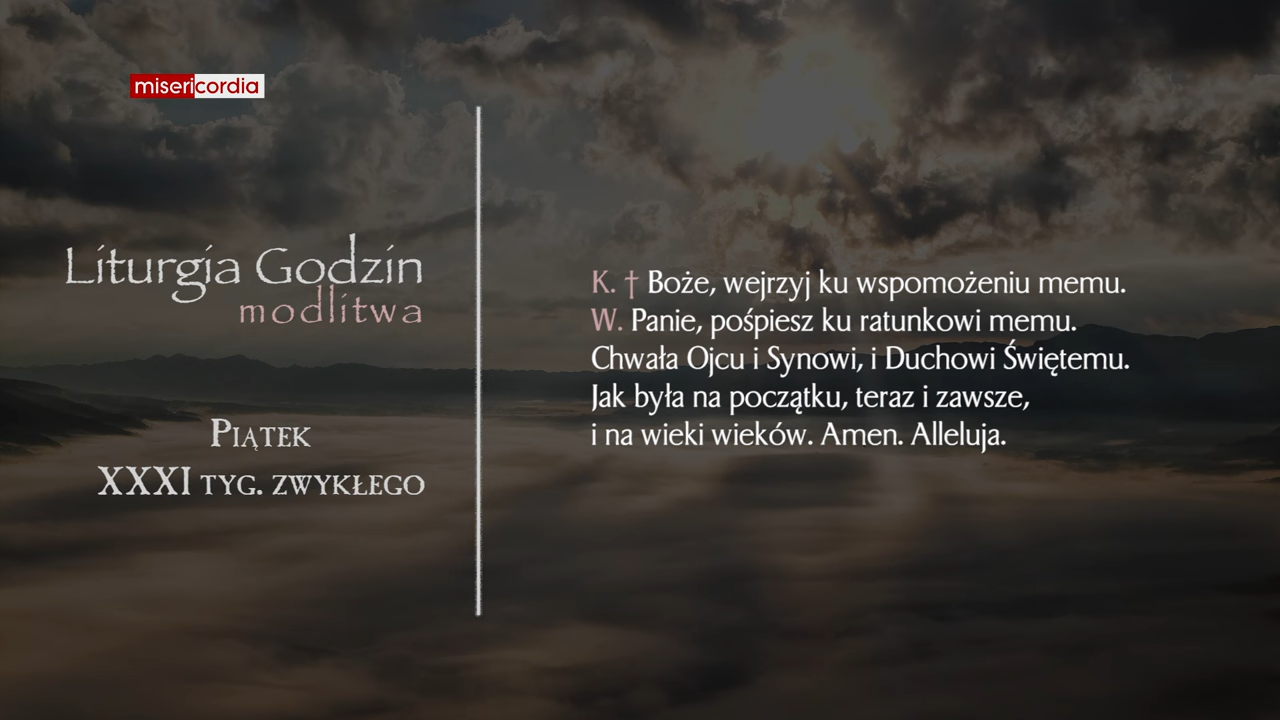 misericordia
Liturgia Godzin
modlitwa
Piątek
XXXI tyg. zwykłego
K. † Boże, wejrzyj ku wspomożeniu memu.
W. Panie, pośpiesz ku ratunkowi memu.
Chwała Ojcu i Synowi, i Duchowi Świętemu.
Jak była na początku, teraz i zawsze,
i na wieki wieków. Amen. Alleluja.